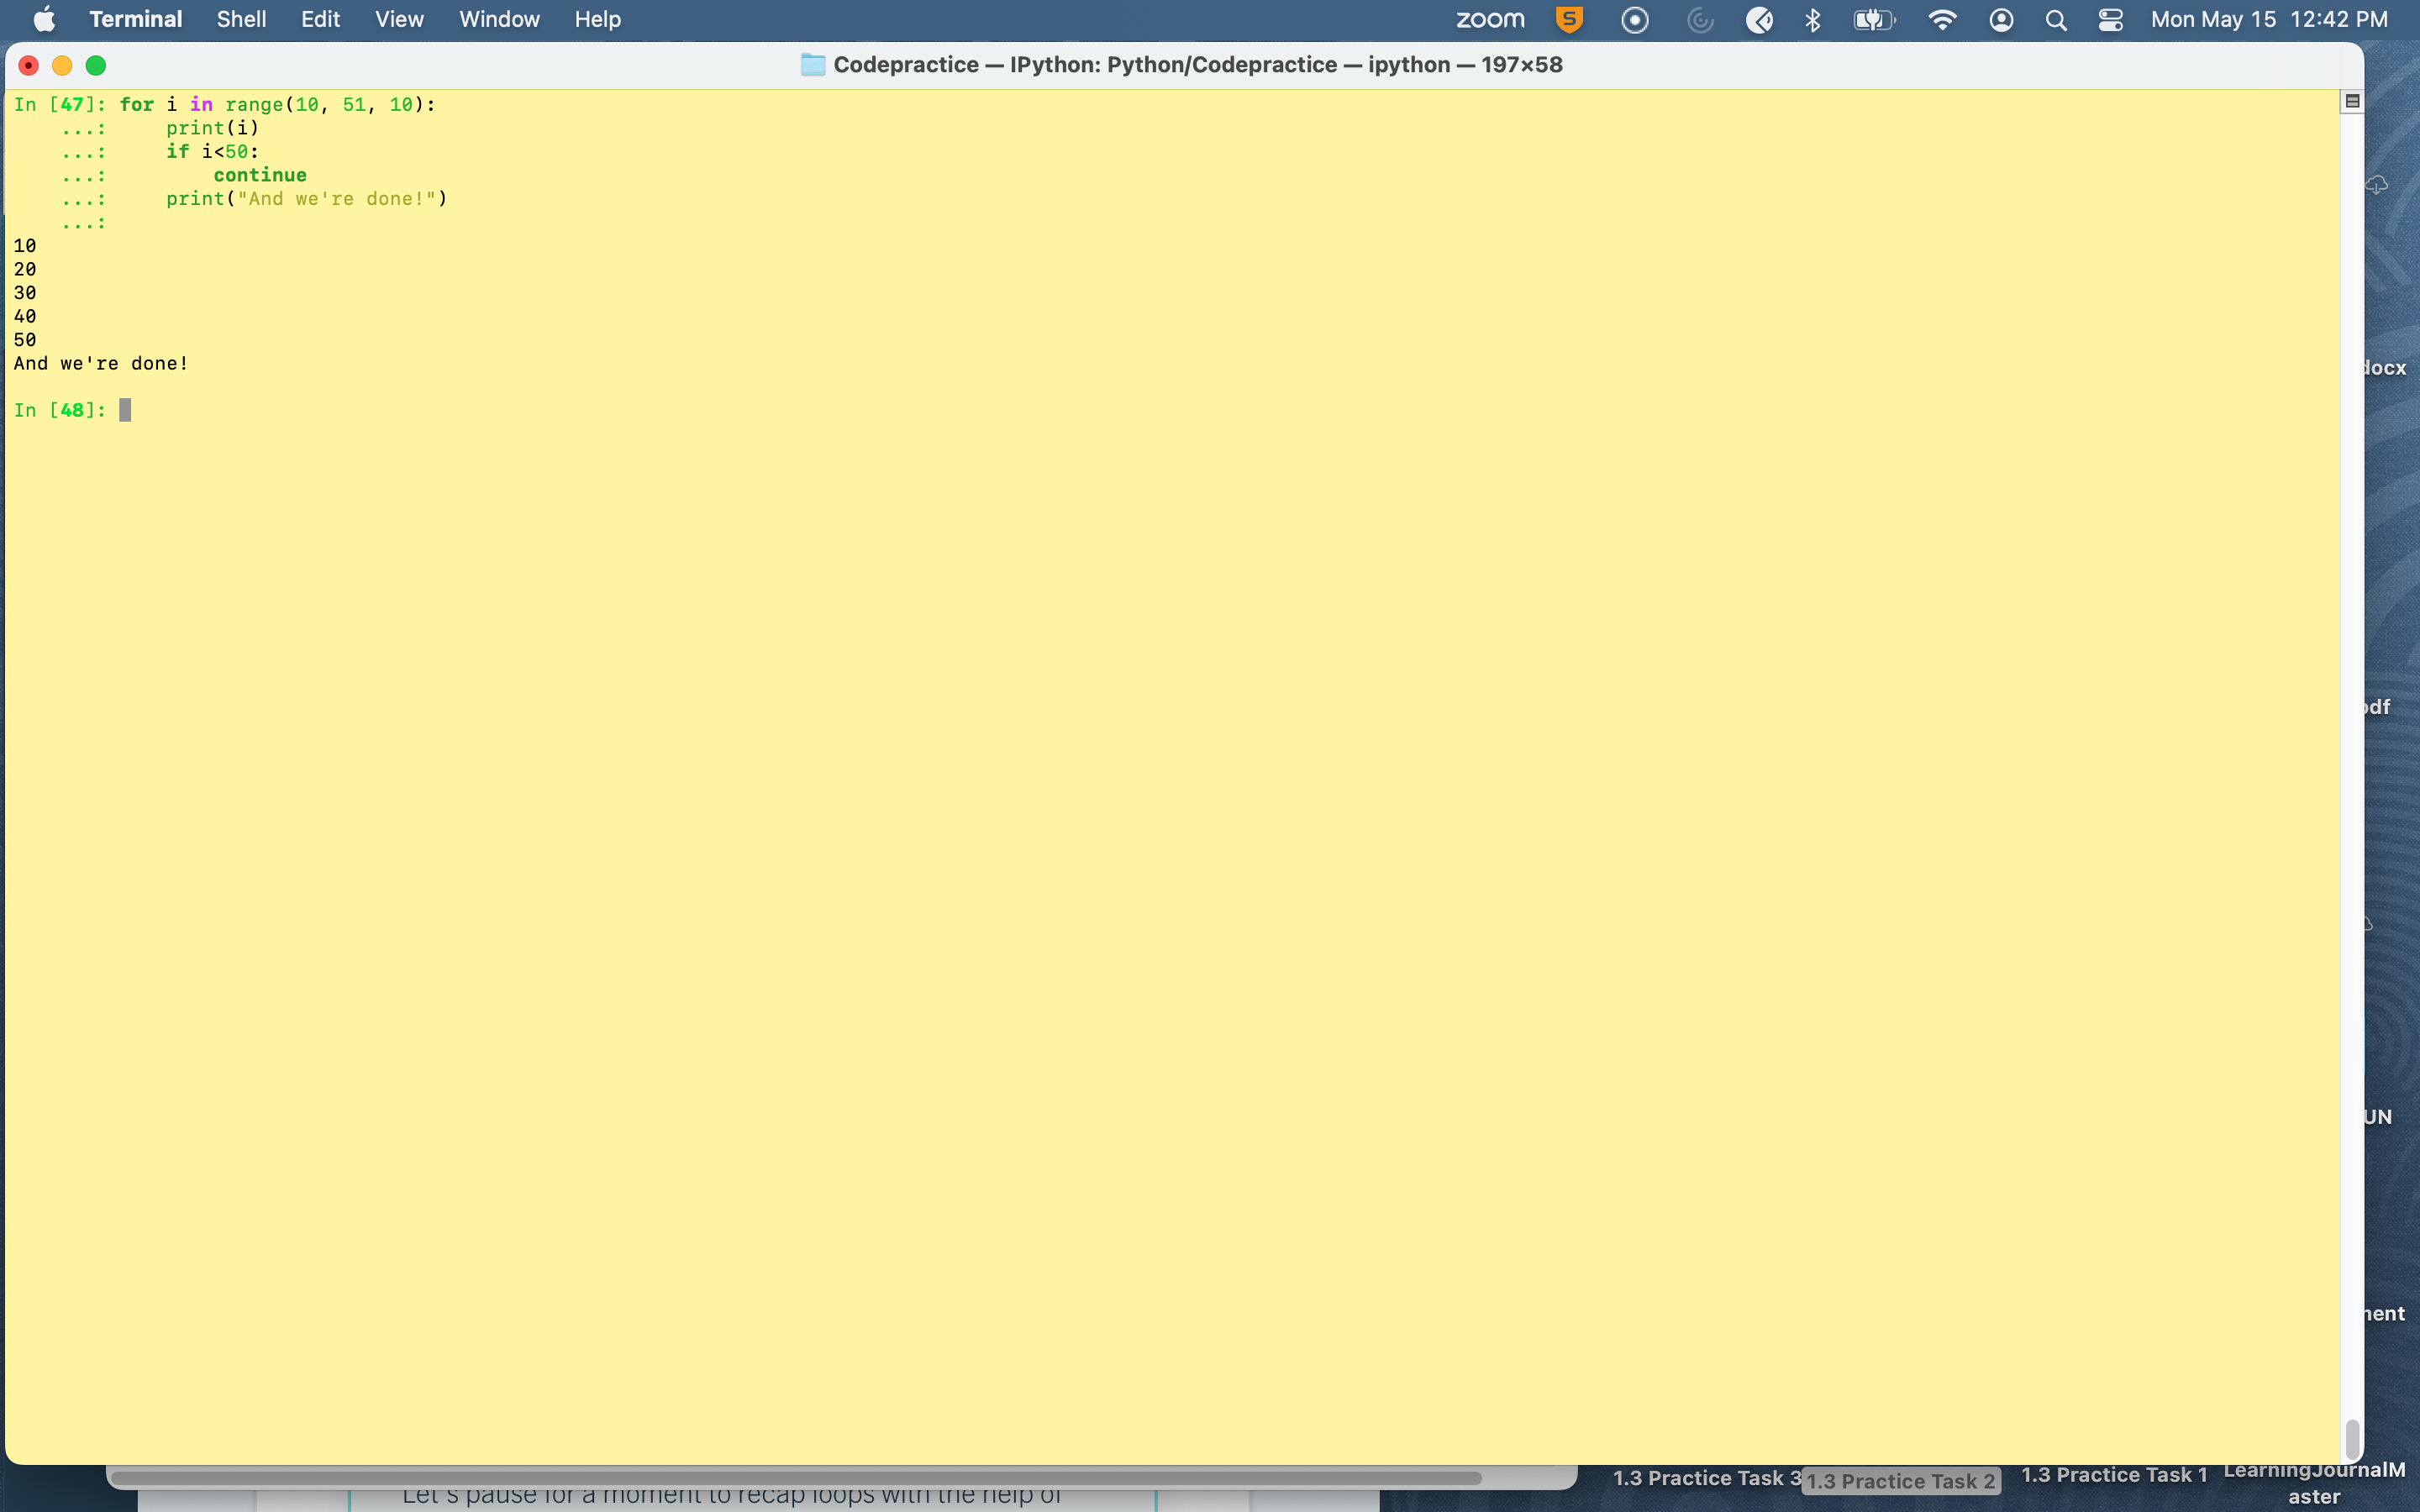 Terminal Shell Edit View Window Help zoom S Mon May 15 12:42 PM
Codepractice — IPython: Python/Codepractice — ipython — 197×58
In [47]: for i in range(10, 51, 10):
...: print(i)
...: if i<50:
...: continue
...: print("And we're done!")
...:
10
20
30
40
50
And we're done!
In [48]:
docx
pdf
UN
ment
1.3 Practice Task 3 1.3 Practice Task 2 1.3 Practice Task 1 LearningJournalM
aster
Let's pause for a moment to recap loops with the help of